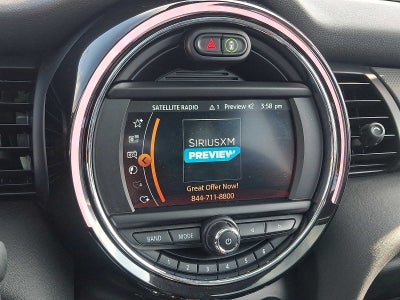 SATELLITE RADIO 1 Preview 3:58 pm
SIRIUSXM
PREVIEW
Great Offer Now!
844-711-8800
BAND MODE
1 2 3 4 5 6